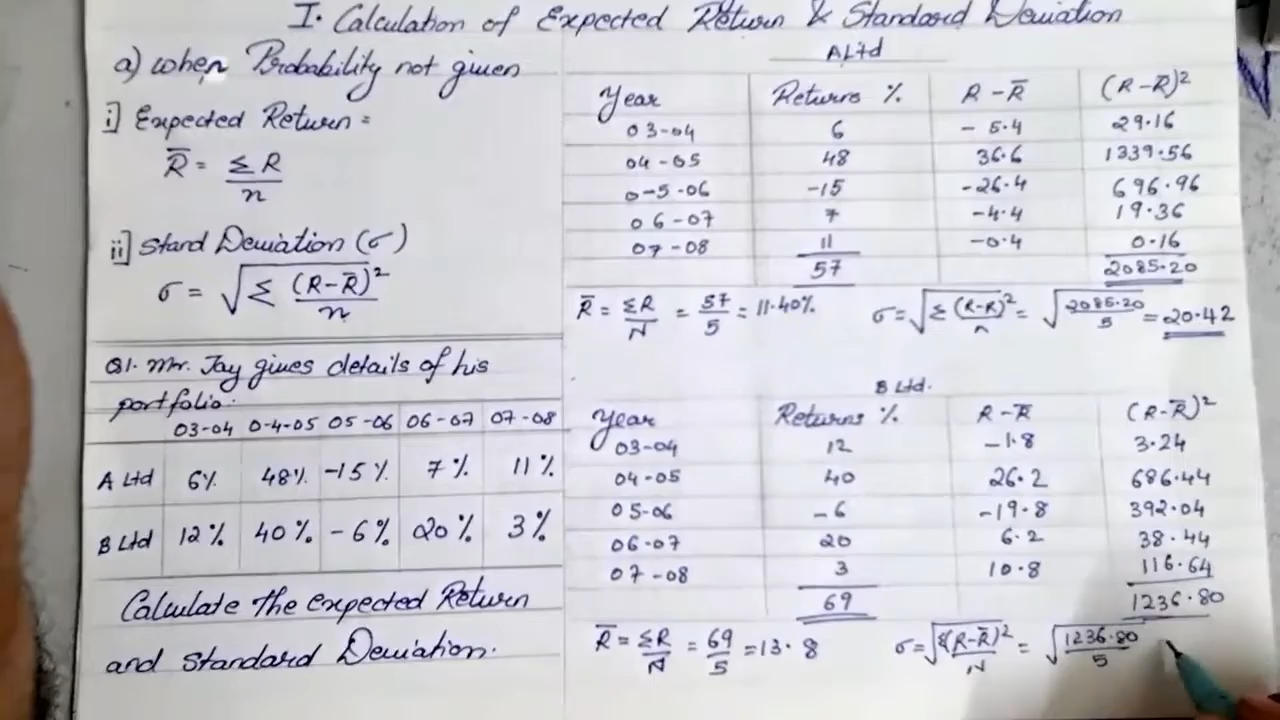 I. Calculation of Expected Return & Standard Deviation
a) when Probability not given
i] Expected Return =
R̅ = ΣR
n
ii] Stand Deviation (σ)
σ = √Σ (R-R̅)²
n
Q1. Mr. Jay gives details of his
portfolio.
03-04 0-4-05 05-06 06-07 07-08
A Ltd 6% 48% -15% 7% 11%
B Ltd 12% 40% -6% 20% 3%
Calculate the expected Return
and standard Deviation.
A Ltd
Year Returns % R-R̅ (R-R̅)²
03-04 6 -5.4 29.16
04-05 48 36.6 1339.56
0-5-06 -15 -26.4 696.96
06-07 7 -4.4 19.36
07-08 11 -0.4 0.16
57 2085.20
R̅ = ΣR/N = 57/5 = 11.40% σ = √Σ(R-R)²/n = √2085.20/5 = 20.42
B Ltd.
Year Returns % R-R̅ (R-R̅)²
03-04 12 -1.8 3.24
04-05 40 26.2 686.44
05-06 -6 -19.8 392.04
06-07 20 6.2 38.44
07-08 3 10.8 116.64
69 1236.80
R̅ = ΣR/N = 69/5 = 13.8 σ = √Σ(R-R̅)²/N = √1236.80/5